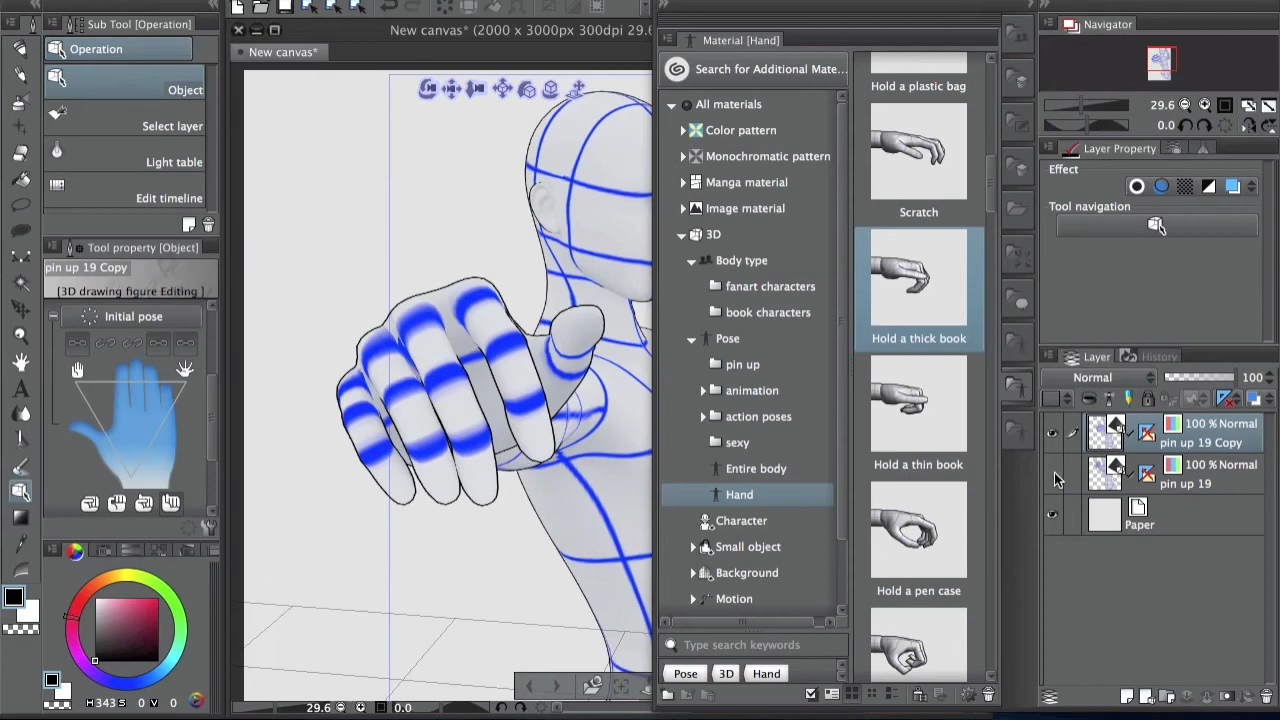 Sub Tool [Operation]
Operation
Object
Select layer
Light table
Edit timeline
Tool property [Object]
pin up 19 Copy
[3D drawing figure Editing ]
Initial pose
H 343 S 0 V 0
New canvas* (2000 x 3000px 300dpi 29.6
New canvas*
29.6
0.0
Material [Hand]
Search for Additional Mate...
All materials
Color pattern
Monochromatic pattern
Manga material
Image material
3D
Body type
fanart characters
book characters
Pose
pin up
animation
action poses
sexy
Entire body
Hand
Character
Small object
Background
Motion
Type search keywords
Pose
3D
Hand
Hold a plastic bag
Scratch
Hold a thick book
Hold a thin book
Hold a pen case
Navigator
29.6
0.0
Layer Property
Effect
Tool navigation
Layer
History
Normal
100
100 % Normal
pin up 19 Copy
100 % Normal
pin up 19
Paper